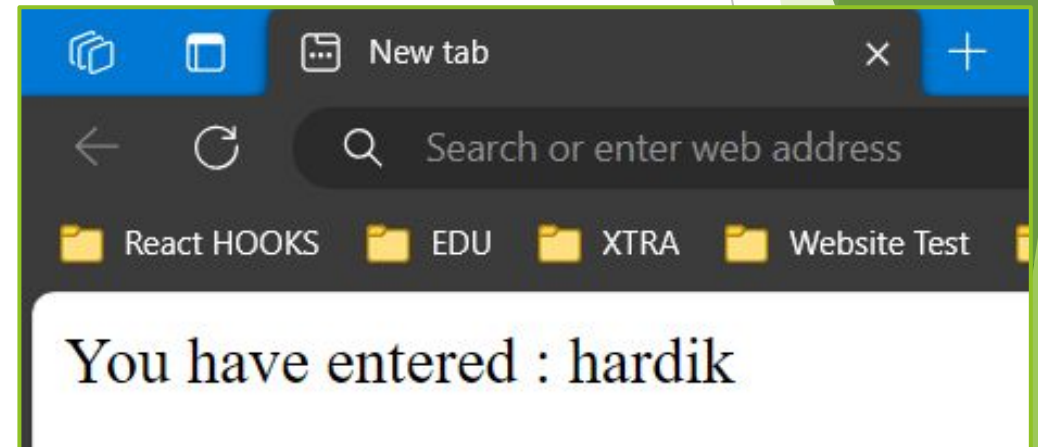 New tab
Search or enter web address
React HOOKS EDU XTRA Website Test
You have entered : hardik